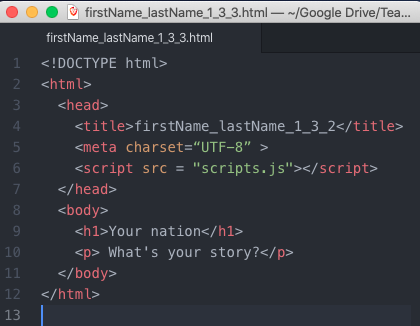 firstName_lastName_1_3_3.html — ~/Google Drive/Tea...
firstName_lastName_1_3_3.html
1 <!DOCTYPE html>
2 <html>
3   <head>
4     <title>firstName_lastName_1_3_2</title>
5     <meta charset=“UTF-8” >
6     <script src = "scripts.js"></script>
7   </head>
8   <body>
9     <h1>Your nation</h1>
10     <p> What's your story?</p>
11   </body>
12 </html>
13